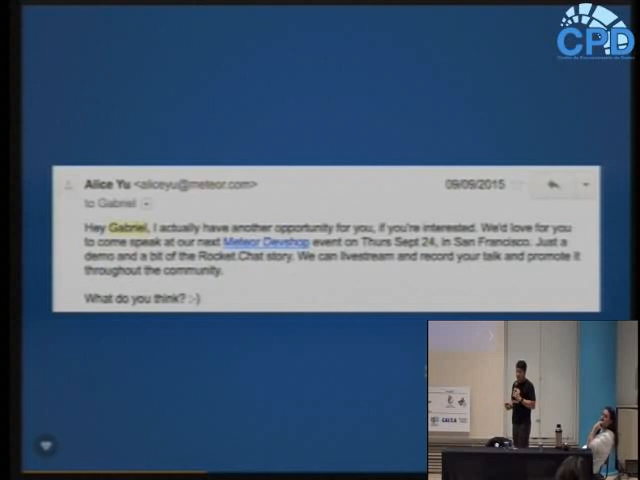 CPD
Alice Yu <aliceyu@meteor.com>
09/09/2015
to Gabriel
Hey Gabriel, I actually have another opportunity for you, if you're interested. We'd love for you
to come speak at our next Meteor Devshop event on Thurs Sept 24, in San Francisco. Just a
demo and a bit of the Rocket.Chat story. We can livestream and record your talk and promote it
throughout the community.
What do you think? :-)
CAIXA